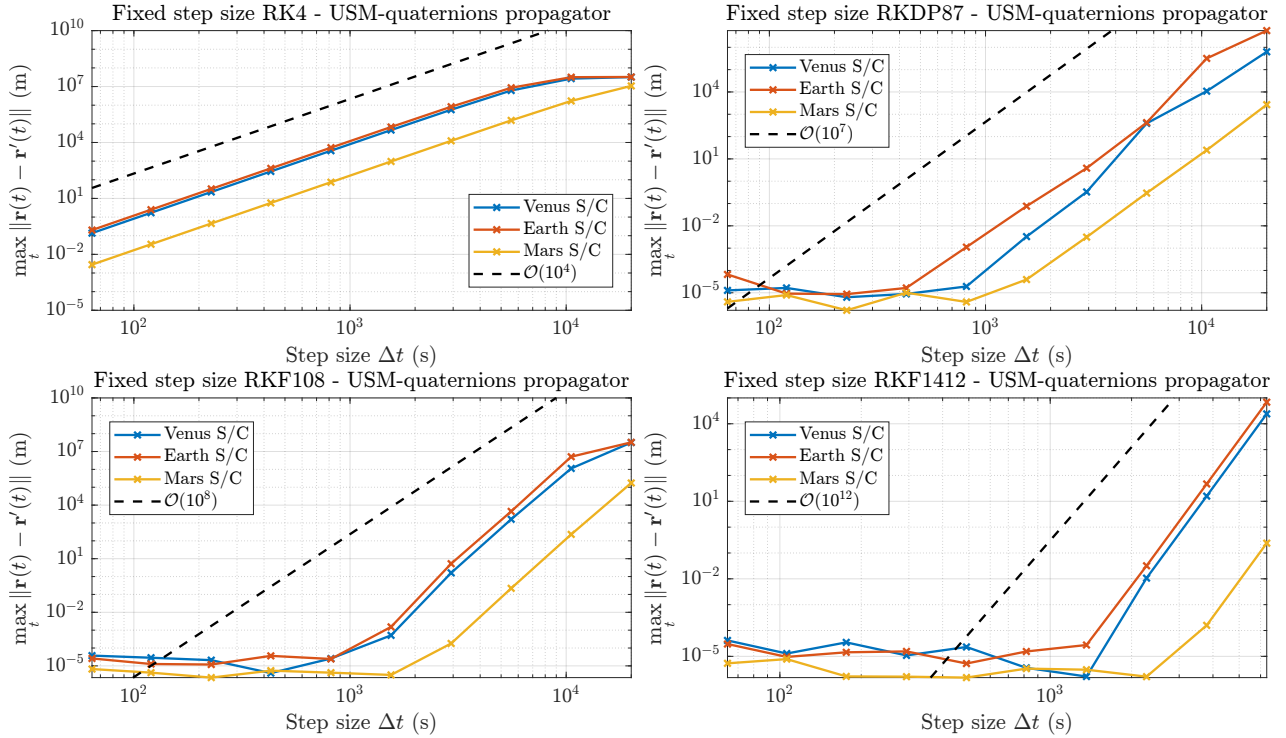 Fixed step size RK4 - USM-quaternions propagator
max_t ||r(t) − r′(t)|| (m)
10^10
10^7
10^4
10^1
10^-2
10^-5
Venus S/C
Earth S/C
Mars S/C
O(10^4)
10^2
10^3
10^4
Step size Δt (s)
Fixed step size RKDP87 - USM-quaternions propagator
max_t ||r(t) − r′(t)|| (m)
10^4
10^1
10^-2
10^-5
Venus S/C
Earth S/C
Mars S/C
O(10^7)
10^2
10^3
10^4
Step size Δt (s)
Fixed step size RKF108 - USM-quaternions propagator
max_t ||r(t) − r′(t)|| (m)
10^10
10^7
10^4
10^1
10^-2
10^-5
Venus S/C
Earth S/C
Mars S/C
O(10^8)
10^2
10^3
10^4
Step size Δt (s)
Fixed step size RKF1412 - USM-quaternions propagator
max_t ||r(t) − r′(t)|| (m)
10^4
10^1
10^-2
10^-5
Venus S/C
Earth S/C
Mars S/C
O(10^12)
10^2
10^3
Step size Δt (s)